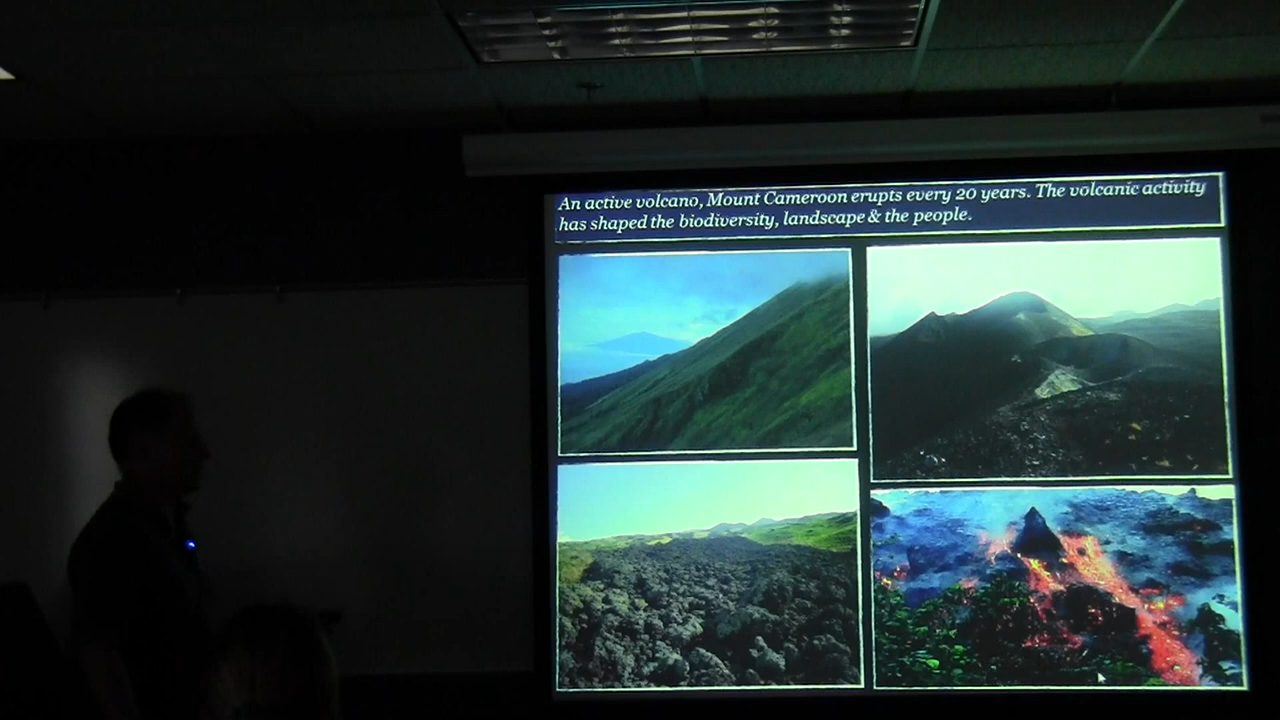 An active volcano, Mount Cameroon erupts every 20 years. The volcanic activity
has shaped the biodiversity, landscape & the people.